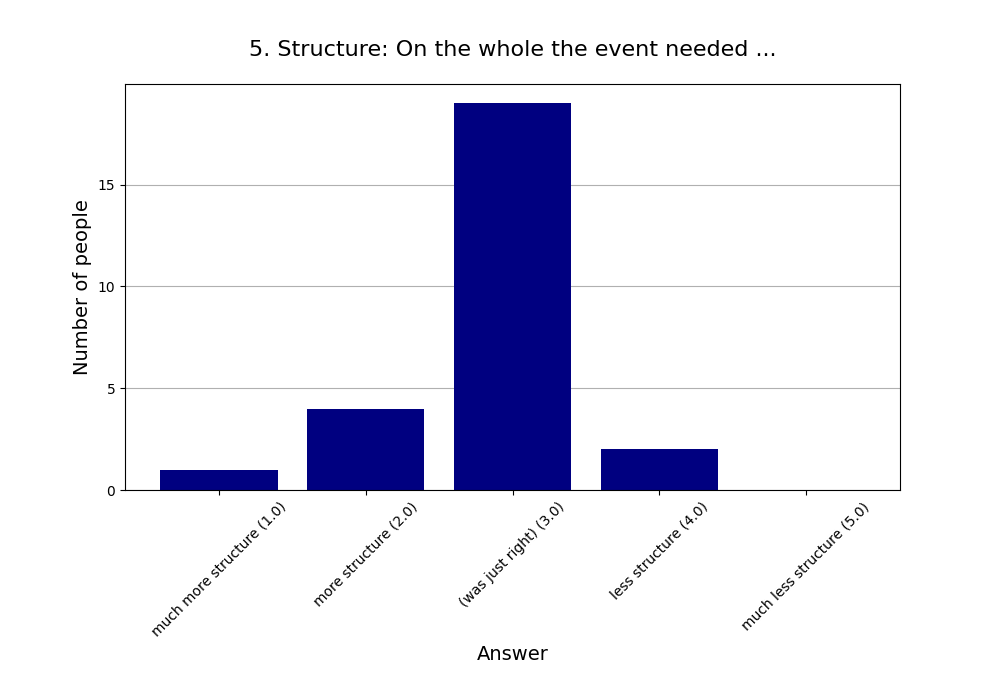 5. Structure: On the whole the event needed ...
Number of people
15
10
5
0
much more structure (1.0)
more structure (2.0)
(was just right) (3.0)
less structure (4.0)
much less structure (5.0)
Answer